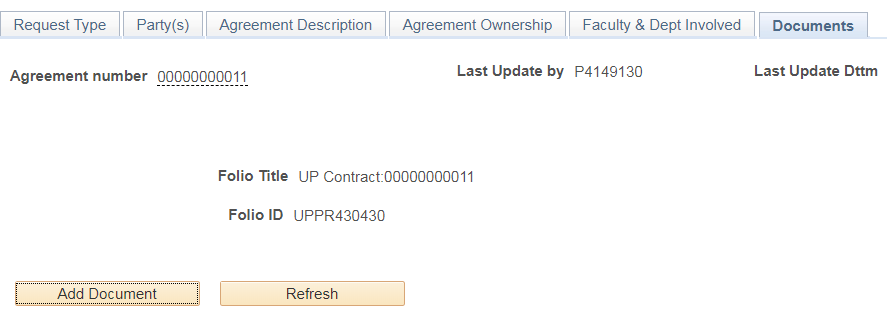 Request Type Party(s) Agreement Description Agreement Ownership Faculty & Dept Involved Documents
Agreement number 00000000011 Last Update by P4149130 Last Update Dttm
Folio Title UP Contract:00000000011
Folio ID UPPR430430
Add Document Refresh